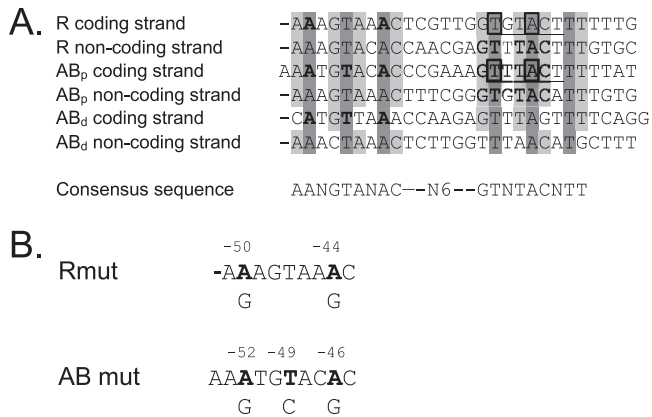 A.
R coding strand -AAAGTAAACTCGTTGGTGTACTTTTTTG
R non-coding strand -AAAGTACACCAACGAGTTTACTTTGTGC
ABp coding strand AAATGTACACCCGAAAGTTTACTTTTTAT
ABp non-coding strand -AAAGTAAACTTTCGGGTGTACATTTGTG
ABd coding strand -CATGTTAAACCAAGAGTTTAGTTTTCAGG
ABd non-coding strand -AAACTAAACTCTTGGTTTAACATGCTTT
Consensus sequence AANGTANAC---N6--GTNTACNTT
B.
-50 -44
Rmut -AAAGTAAAC
G G
-52 -49 -46
AB mut AAATGTACAC
G C G